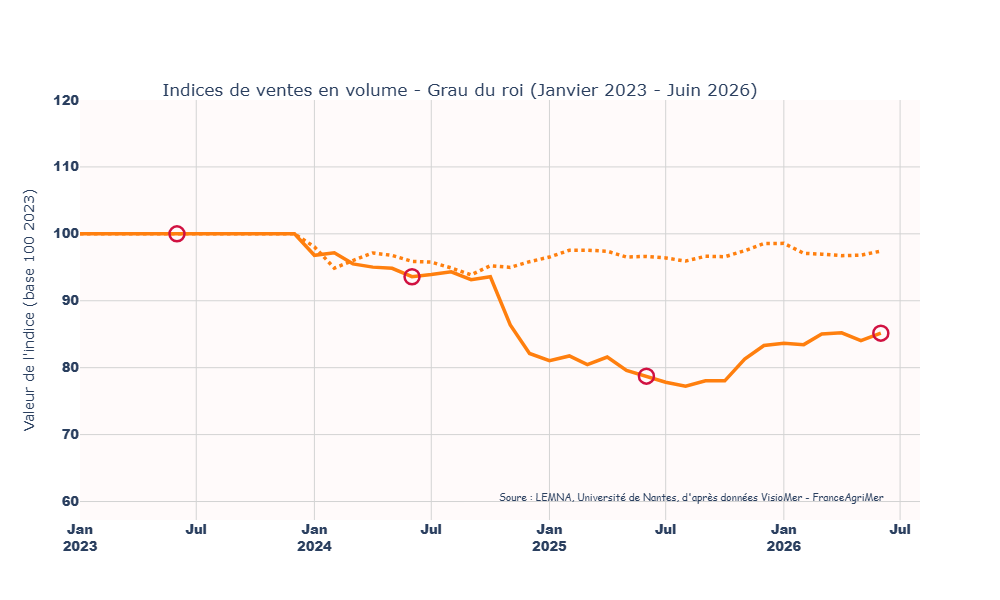 Indices de ventes en volume - Grau du roi (Janvier 2023 - Juin 2026)
Valeur de l'indice (base 100 2023)
120
110
100
90
80
70
60
Soure : LEMNA, Université de Nantes, d'après données VisioMer - FranceAgriMer
Jan
2023
Jul
Jan
2024
Jul
Jan
2025
Jul
Jan
2026
Jul